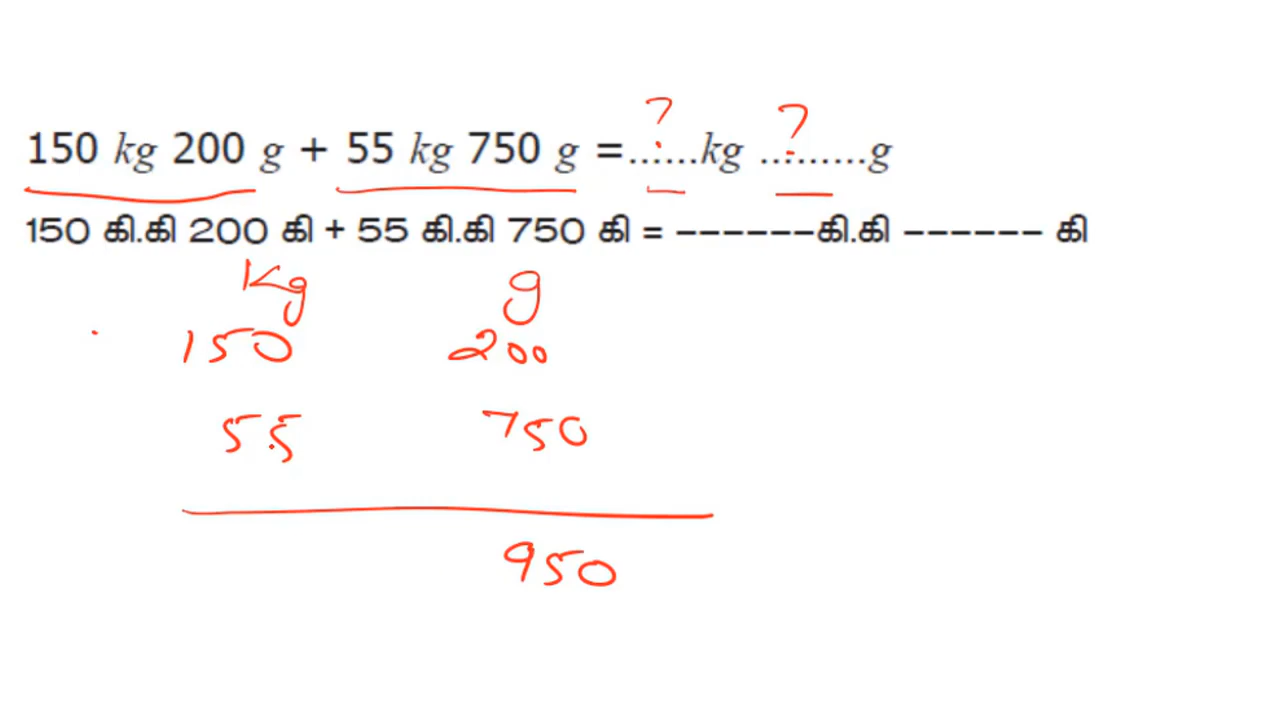 ? ?
150 kg 200 g + 55 kg 750 g =......kg .........g
150 கி.கி 200 கி + 55 கி.கி 750 கி = ------கி.கி ------ கி
Kg g
150 200
55 750
950